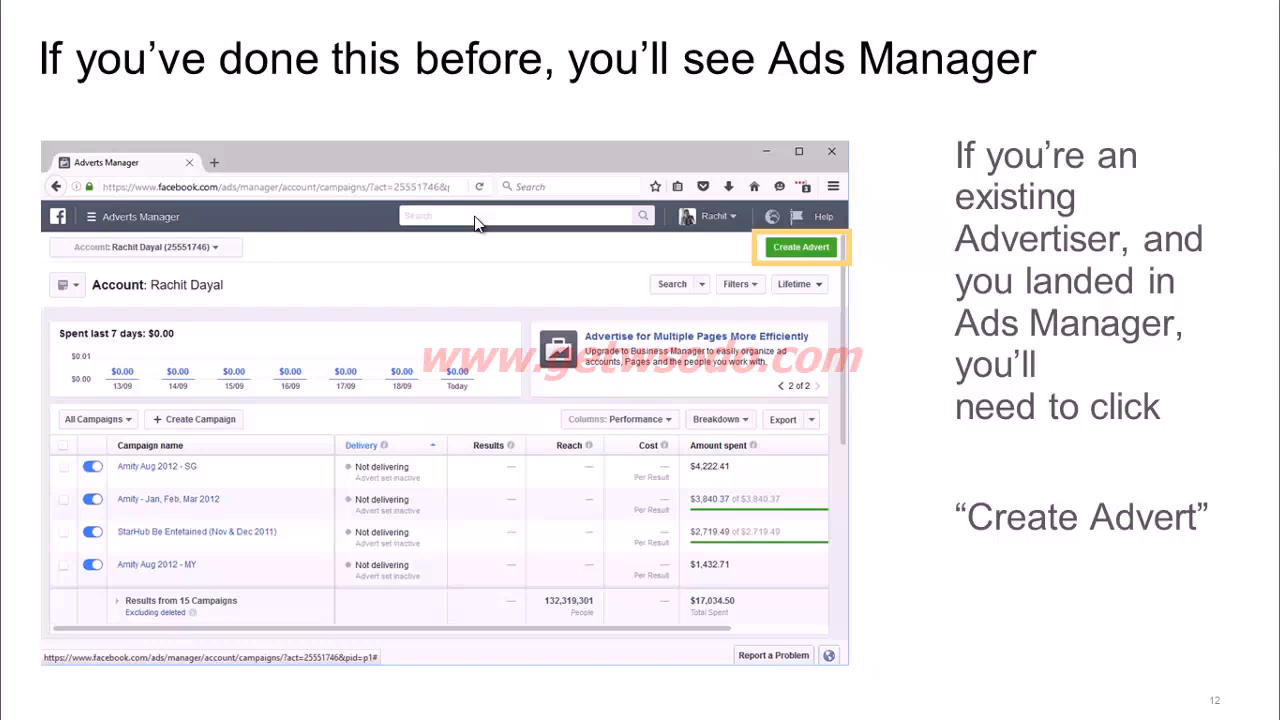 If you’ve done this before, you’ll see Ads Manager
Adverts Manager
https://www.facebook.com/ads/manager/account/campaigns/?act=25551746&p
Search
Adverts Manager
Search
Rachit
Help
Account: Rachit Dayal (25551746)
Create Advert
Account: Rachit Dayal
Search
Filters
Lifetime
Spent last 7 days: $0.00
$0.01
$0.00
$0.00 $0.00 $0.00 $0.00 $0.00 $0.00 $0.00
13/09 14/09 15/09 16/09 17/09 18/09 Today
Advertise for Multiple Pages More Efficiently
Upgrade to Business Manager to easily organize ad
accounts, Pages and the people you work with.
2 of 2
www.getwsodo.com
All Campaigns
+ Create Campaign
Columns: Performance
Breakdown
Export
Campaign name Delivery Results Reach Cost Amount spent
Amity Aug 2012 - SG Not delivering — — — $4,222.41
Advert set inactive Per Result
Amity - Jan, Feb, Mar 2012 Not delivering — — — $3,840.37 of $3,840.37
Advert set inactive Per Result
StarHub Be Entetained (Nov & Dec 2011) Not delivering — — — $2,719.49 of $2,719.49
Advert set inactive Per Result
Amity Aug 2012 - MY Not delivering — — — $1,432.71
Advert set inactive Per Result
Results from 15 Campaigns — 132,319,301 — $17,034.50
Excluding deleted People Per Result Total Spent
https://www.facebook.com/ads/manager/account/campaigns/?act=25551746&pid=p1#
Report a Problem
If you’re an
existing
Advertiser, and
you landed in
Ads Manager,
you’ll
need to click
“Create Advert”
12